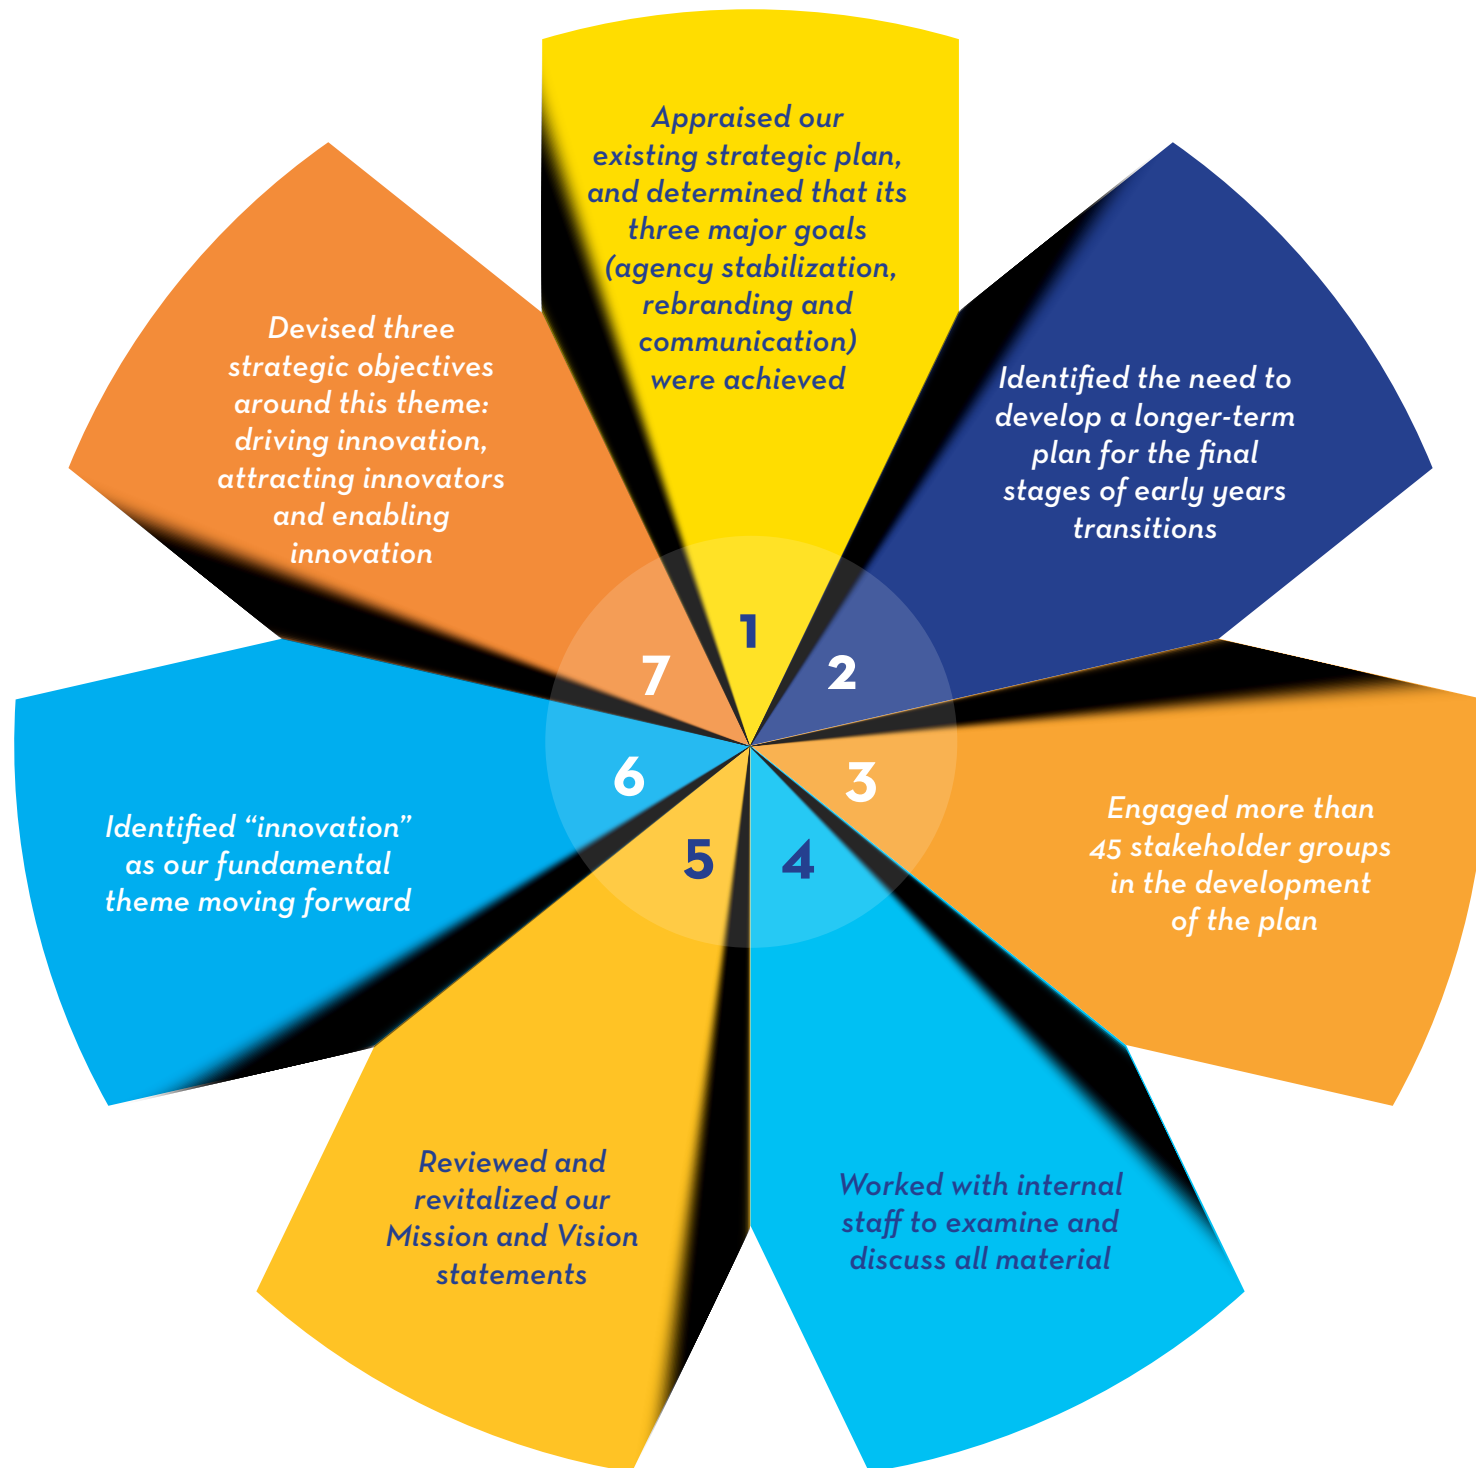 Appraised our
existing strategic plan,
and determined that its
three major goals
(agency stabilization,
rebranding and
communication)
were achieved
1
Identified the need to
develop a longer-term
plan for the final
stages of early years
transitions
2
Engaged more than
45 stakeholder groups
in the development
of the plan
3
Worked with internal
staff to examine and
discuss all material
4
Reviewed and
revitalized our
Mission and Vision
statements
5
Identified “innovation”
as our fundamental
theme moving forward
6
Devised three
strategic objectives
around this theme:
driving innovation,
attracting innovators
and enabling
innovation
7